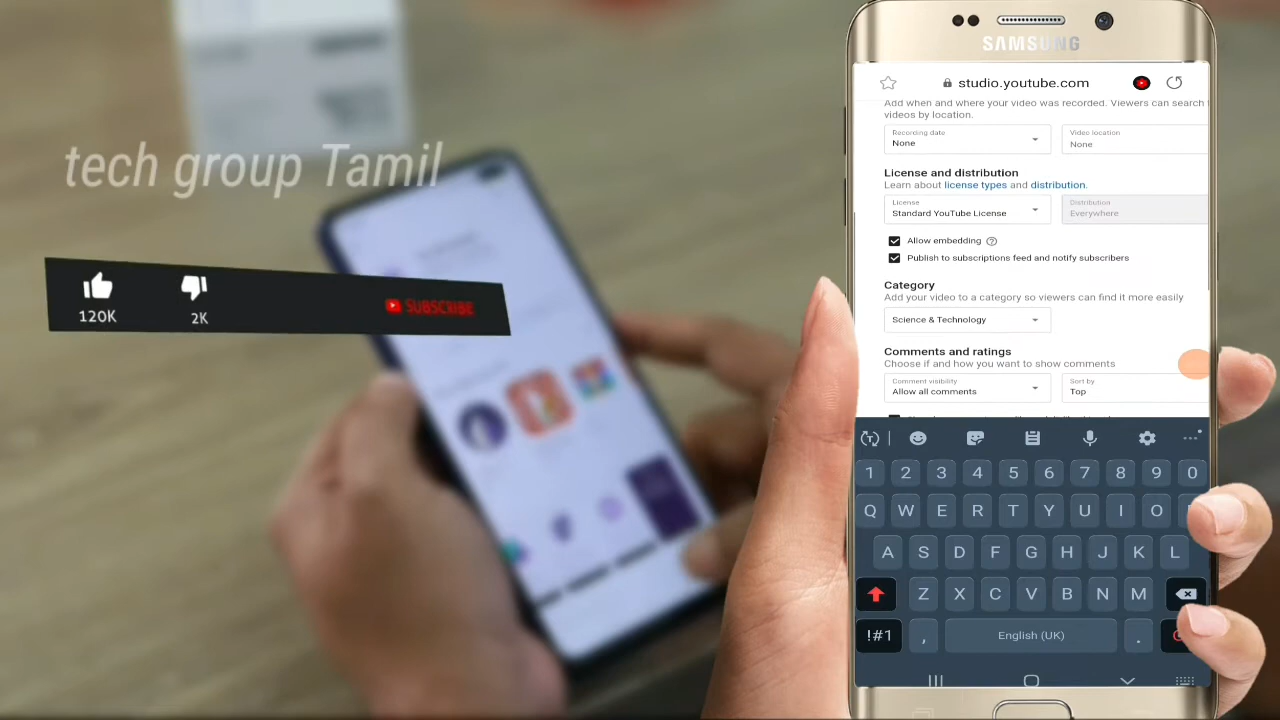 tech group Tamil
120K
2K
SUBSCRIBE
SAMSUNG
studio.youtube.com
Add when and where your video was recorded. Viewers can search
videos by location.
Recording date
None
Video location
None
License and distribution
Learn about license types and distribution.
License
Standard YouTube License
Distribution
Everywhere
Allow embedding
Publish to subscriptions feed and notify subscribers
Category
Add your video to a category so viewers can find it more easily
Science & Technology
Comments and ratings
Choose if and how you want to show comments
Comment visibility
Allow all comments
Sort by
Top
1 2 3 4 5 6 7 8 9 0
Q W E R T Y U I O
A S D F G H J K L
Z X C V B N M
!#1 , English (UK) .